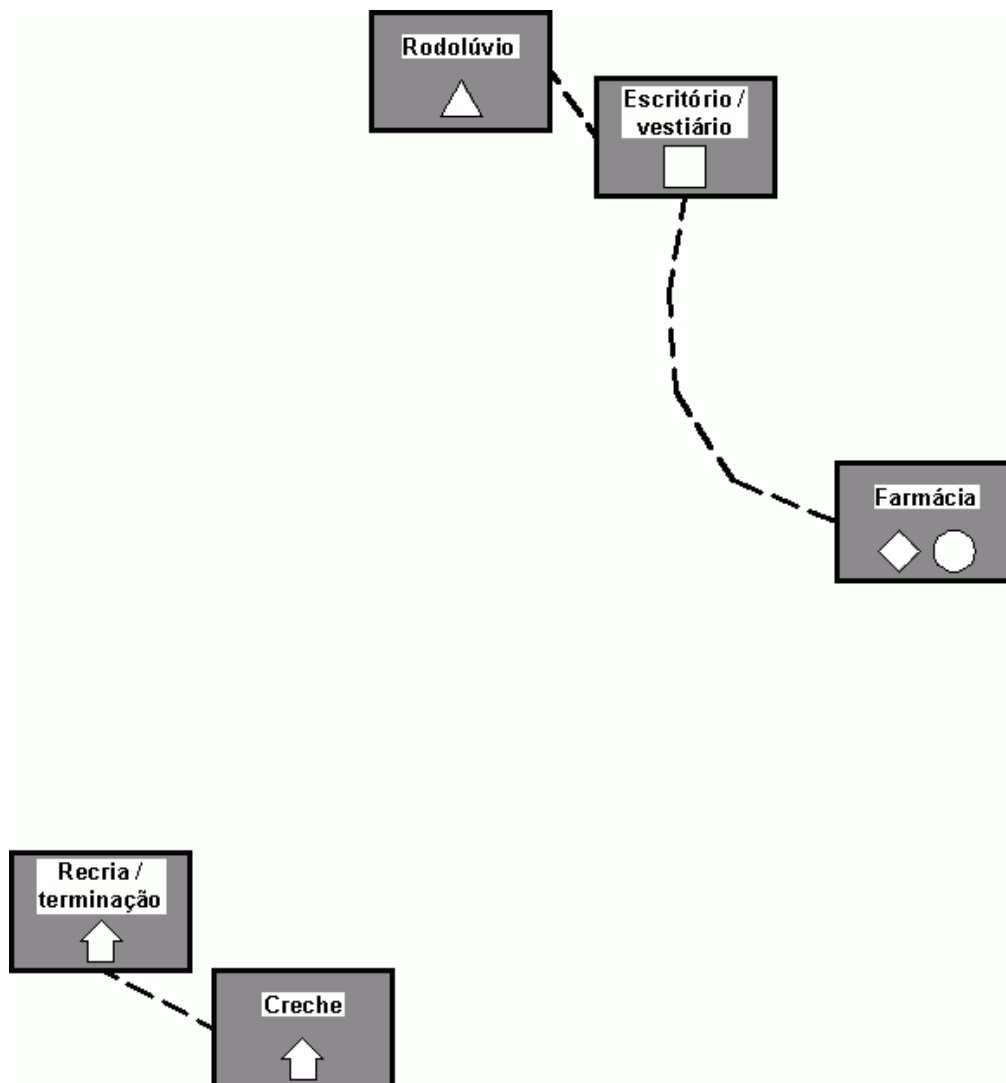 Rodolúvio
Escritório /
vestiário
Farmácia
Recria /
terminação
Creche